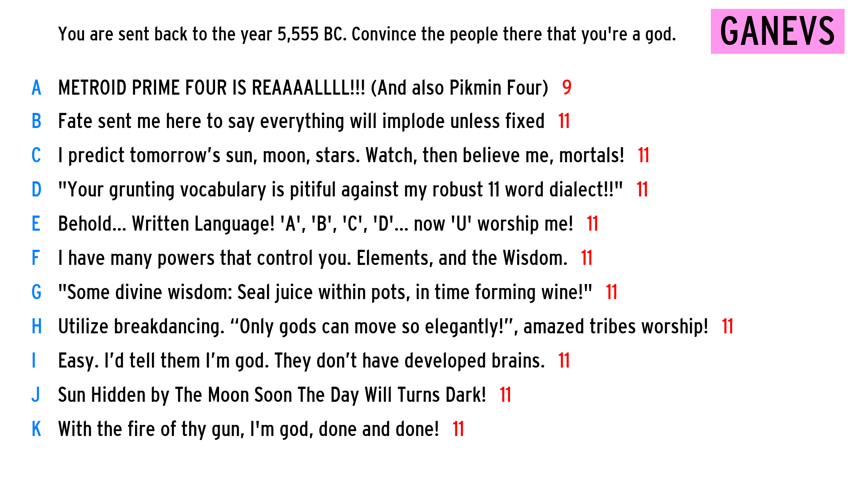 You are sent back to the year 5,555 BC. Convince the people there that you're a god.
GANEVS
A METROID PRIME FOUR IS REAAAALLLL!!! (And also Pikmin Four) 9
B Fate sent me here to say everything will implode unless fixed 11
C I predict tomorrow’s sun, moon, stars. Watch, then believe me, mortals! 11
D "Your grunting vocabulary is pitiful against my robust 11 word dialect!!" 11
E Behold... Written Language! 'A', 'B', 'C', 'D'... now 'U' worship me! 11
F I have many powers that control you. Elements, and the Wisdom. 11
G "Some divine wisdom: Seal juice within pots, in time forming wine!" 11
H Utilize breakdancing. “Only gods can move so elegantly!”, amazed tribes worship! 11
I Easy. I’d tell them I’m god. They don’t have developed brains. 11
J Sun Hidden by The Moon Soon The Day Will Turns Dark! 11
K With the fire of thy gun, I'm god, done and done! 11